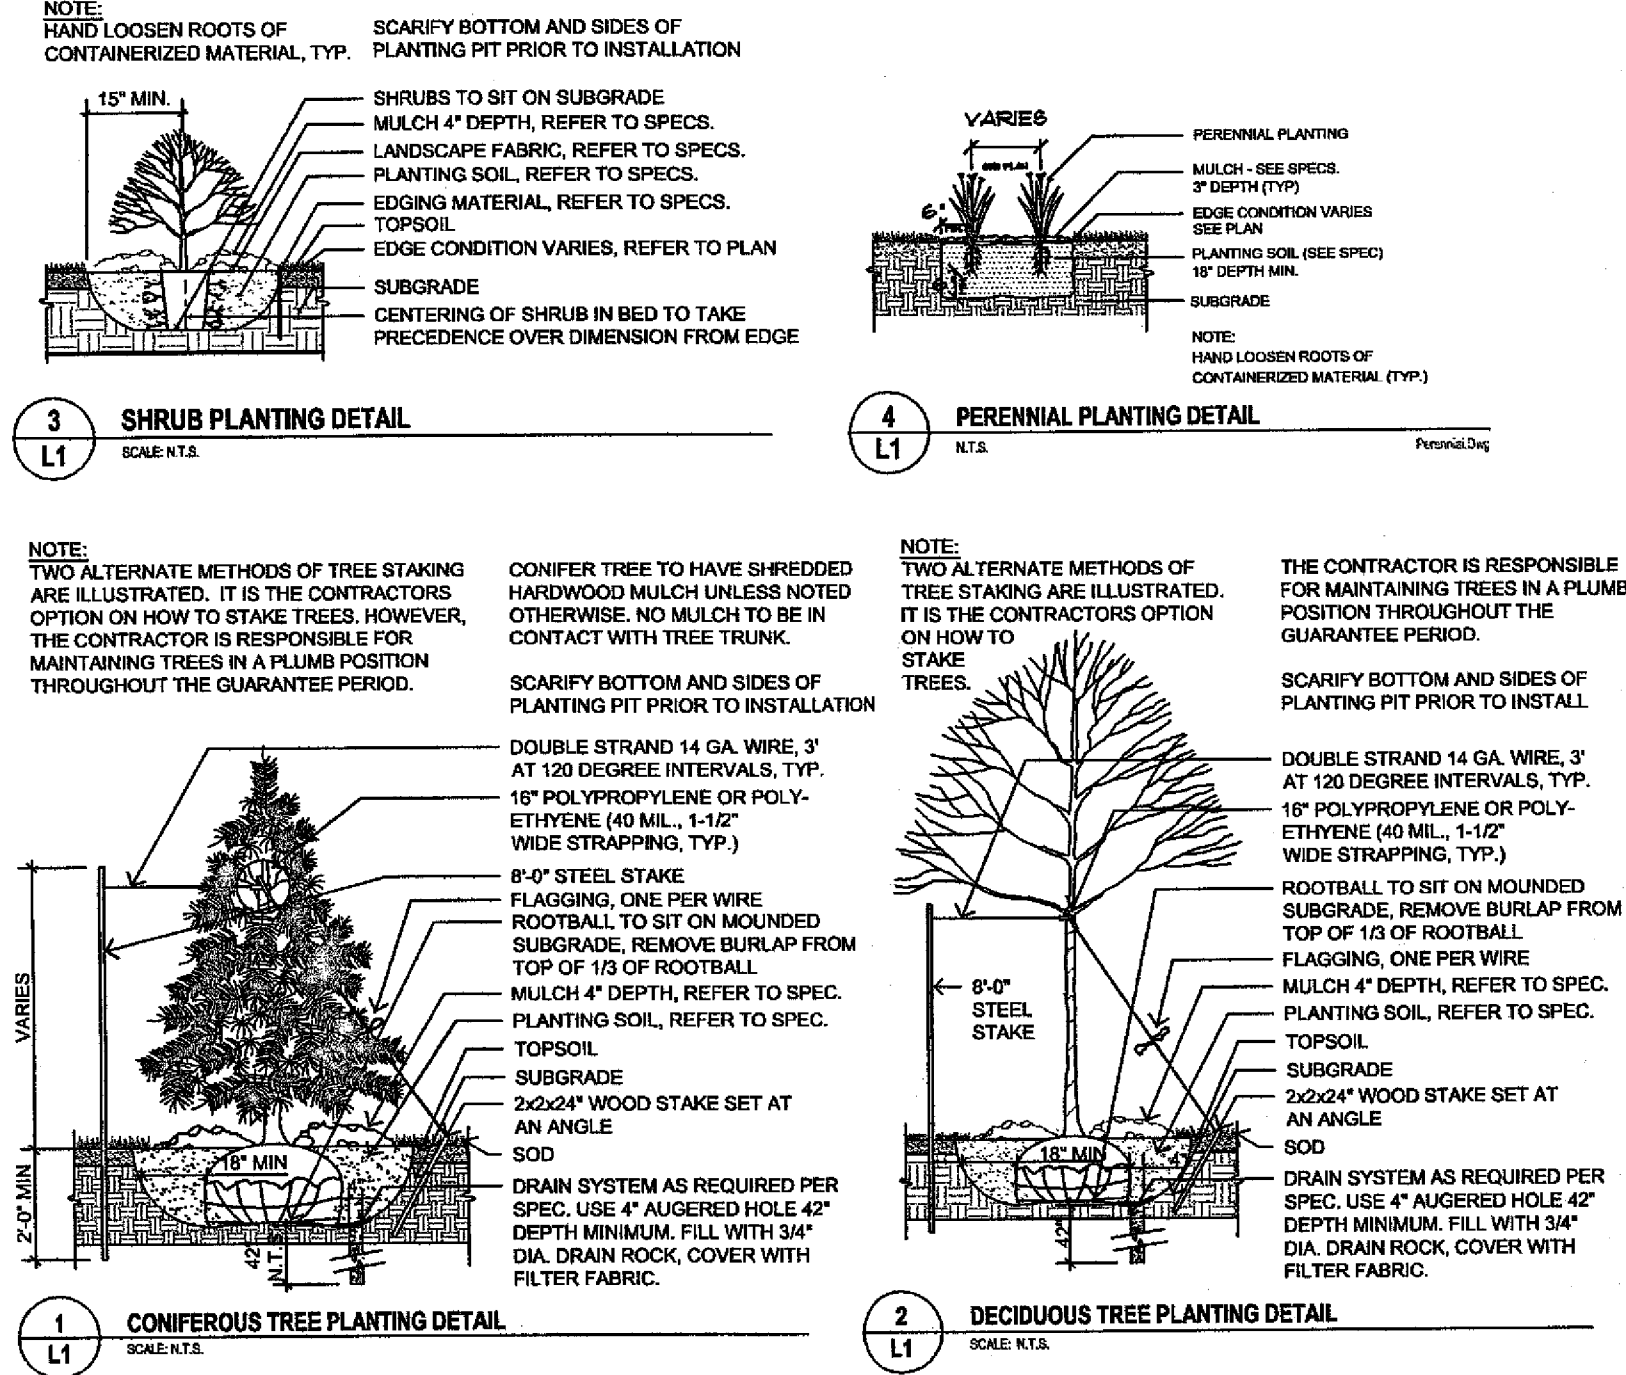 NOTE:
HAND LOOSEN ROOTS OF
CONTAINERIZED MATERIAL, TYP.
SCARIFY BOTTOM AND SIDES OF
PLANTING PIT PRIOR TO INSTALLATION
15" MIN.
SHRUBS TO SIT ON SUBGRADE
MULCH 4" DEPTH, REFER TO SPECS.
LANDSCAPE FABRIC, REFER TO SPECS.
PLANTING SOIL, REFER TO SPECS.
EDGING MATERIAL, REFER TO SPECS.
TOPSOIL
EDGE CONDITION VARIES, REFER TO PLAN
SUBGRADE
CENTERING OF SHRUB IN BED TO TAKE
PRECEDENCE OVER DIMENSION FROM EDGE
3
L1
SHRUB PLANTING DETAIL
SCALE: N.T.S.
VARIES
SEE PLAN
6"
PERENNIAL PLANTING
MULCH - SEE SPECS.
3" DEPTH (TYP)
EDGE CONDITION VARIES
SEE PLAN
PLANTING SOIL (SEE SPEC)
18" DEPTH MIN.
SUBGRADE
NOTE:
HAND LOOSEN ROOTS OF
CONTAINERIZED MATERIAL (TYP.)
4
L1
PERENNIAL PLANTING DETAIL
N.T.S.
Perennial.Dwg
NOTE:
TWO ALTERNATE METHODS OF TREE STAKING
ARE ILLUSTRATED. IT IS THE CONTRACTORS
OPTION ON HOW TO STAKE TREES. HOWEVER,
THE CONTRACTOR IS RESPONSIBLE FOR
MAINTAINING TREES IN A PLUMB POSITION
THROUGHOUT THE GUARANTEE PERIOD.
CONIFER TREE TO HAVE SHREDDED
HARDWOOD MULCH UNLESS NOTED
OTHERWISE. NO MULCH TO BE IN
CONTACT WITH TREE TRUNK.
SCARIFY BOTTOM AND SIDES OF
PLANTING PIT PRIOR TO INSTALLATION
DOUBLE STRAND 14 GA. WIRE, 3'
AT 120 DEGREE INTERVALS, TYP.
16" POLYPROPYLENE OR POLY-
ETHYENE (40 MIL., 1-1/2"
WIDE STRAPPING, TYP.)
8'-0" STEEL STAKE
FLAGGING, ONE PER WIRE
ROOTBALL TO SIT ON MOUNDED
SUBGRADE, REMOVE BURLAP FROM
TOP OF 1/3 OF ROOTBALL
MULCH 4" DEPTH, REFER TO SPEC.
PLANTING SOIL, REFER TO SPEC.
TOPSOIL
SUBGRADE
2x2x24" WOOD STAKE SET AT
AN ANGLE
SOD
DRAIN SYSTEM AS REQUIRED PER
SPEC. USE 4" AUGERED HOLE 42"
DEPTH MINIMUM. FILL WITH 3/4"
DIA. DRAIN ROCK, COVER WITH
FILTER FABRIC.
VARIES
2'-0" MIN
18" MIN
4"
42"
N.T.S.
1
L1
CONIFEROUS TREE PLANTING DETAIL
SCALE: N.T.S.
NOTE:
TWO ALTERNATE METHODS OF
TREE STAKING ARE ILLUSTRATED.
IT IS THE CONTRACTORS OPTION
ON HOW TO
STAKE
TREES.
THE CONTRACTOR IS RESPONSIBLE
FOR MAINTAINING TREES IN A PLUMB
POSITION THROUGHOUT THE
GUARANTEE PERIOD.
SCARIFY BOTTOM AND SIDES OF
PLANTING PIT PRIOR TO INSTALL
DOUBLE STRAND 14 GA. WIRE, 3'
AT 120 DEGREE INTERVALS, TYP.
16" POLYPROPYLENE OR POLY-
ETHYENE (40 MIL., 1-1/2"
WIDE STRAPPING, TYP.)
ROOTBALL TO SIT ON MOUNDED
SUBGRADE, REMOVE BURLAP FROM
TOP OF 1/3 OF ROOTBALL
FLAGGING, ONE PER WIRE
MULCH 4" DEPTH, REFER TO SPEC.
PLANTING SOIL, REFER TO SPEC.
TOPSOIL
SUBGRADE
2x2x24" WOOD STAKE SET AT
AN ANGLE
SOD
DRAIN SYSTEM AS REQUIRED PER
SPEC. USE 4" AUGERED HOLE 42"
DEPTH MINIMUM. FILL WITH 3/4"
DIA. DRAIN ROCK, COVER WITH
FILTER FABRIC.
8'-0"
STEEL
STAKE
18" MIN
4"
42"
2
L1
DECIDUOUS TREE PLANTING DETAIL
SCALE: N.T.S.